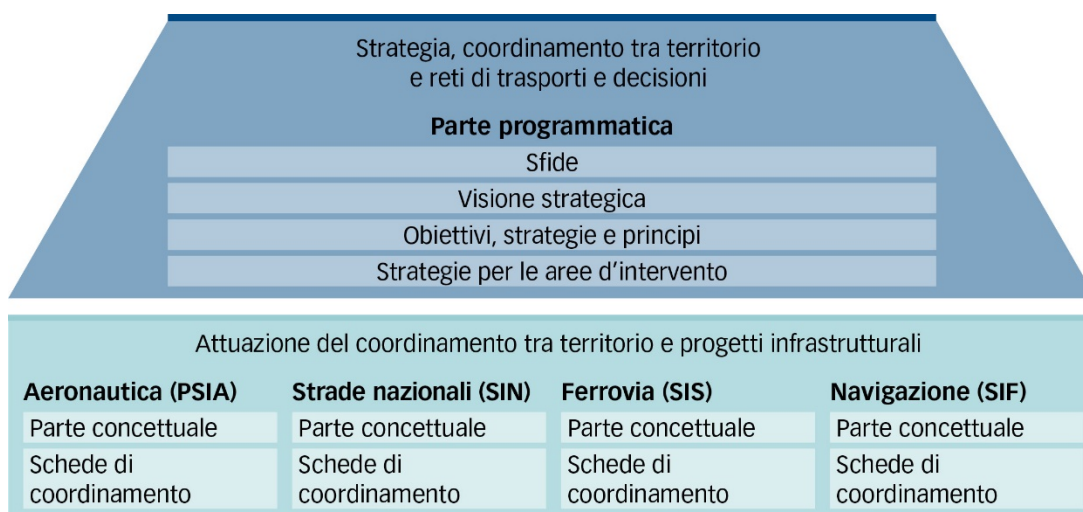 Strategia, coordinamento tra territorio
e reti di trasporti e decisioni
Parte programmatica
Sfide
Visione strategica
Obiettivi, strategie e principi
Strategie per le aree d’intervento
Attuazione del coordinamento tra territorio e progetti infrastrutturali
Aeronautica (PSIA)
Parte concettuale
Schede di
coordinamento
Strade nazionali (SIN)
Parte concettuale
Schede di
coordinamento
Ferrovia (SIS)
Parte concettuale
Schede di
coordinamento
Navigazione (SIF)
Parte concettuale
Schede di
coordinamento